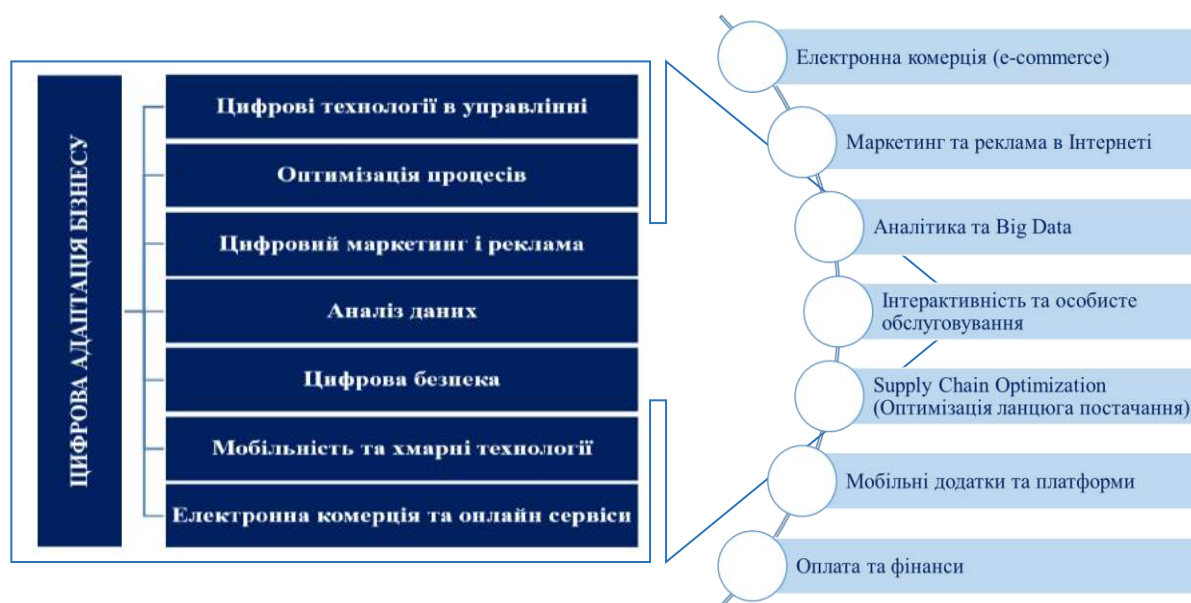 ЦИФРОВА АДАПТАЦІЯ БІЗНЕСУ
Цифрові технології в управлінні
Оптимізація процесів
Цифровий маркетинг і реклама
Аналіз даних
Цифрова безпека
Мобільність та хмарні технології
Електронна комерція та онлайн сервіси
Електронна комерція (e-commerce)
Маркетинг та реклама в Інтернеті
Аналітика та Big Data
Інтерактивність та особисте
обслуговування
Supply Chain Optimization
(Оптимізація ланцюга постачання)
Мобільні додатки та платформи
Оплата та фінанси